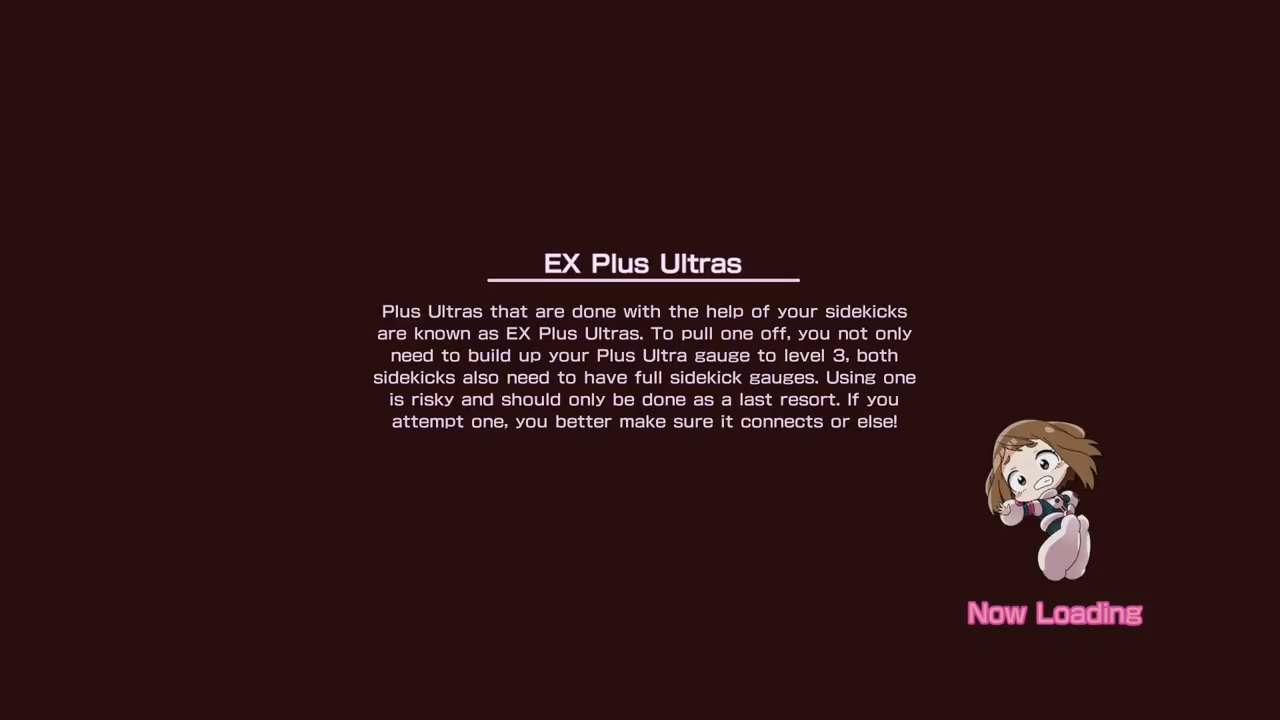 EX Plus Ultras
Plus Ultras that are done with the help of your sidekicks
are known as EX Plus Ultras. To pull one off, you not only
need to build up your Plus Ultra gauge to level 3, both
sidekicks also need to have full sidekick gauges. Using one
is risky and should only be done as a last resort. If you
attempt one, you better make sure it connects or else!
Now Loading